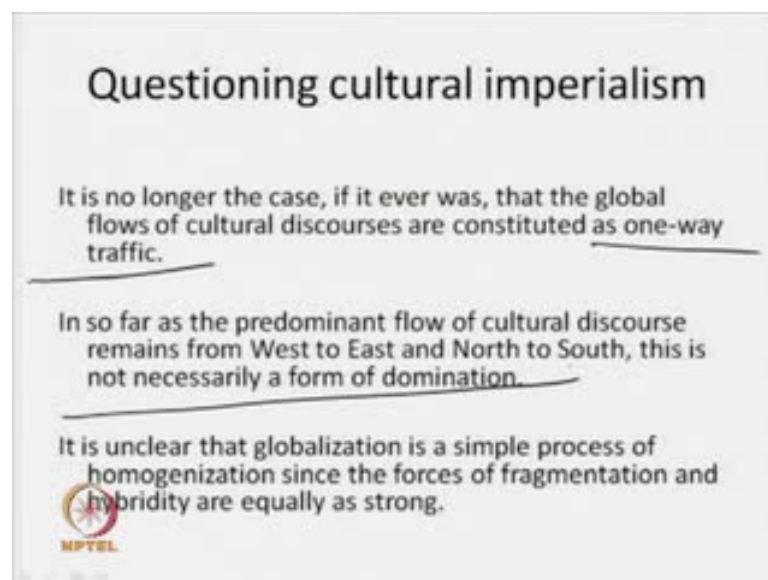 Questioning cultural imperialism
It is no longer the case, if it ever was, that the global
flows of cultural discourses are constituted as one-way
traffic.
In so far as the predominant flow of cultural discourse
remains from West to East and North to South, this is
not necessarily a form of domination.
It is unclear that globalization is a simple process of
homogenization since the forces of fragmentation and
hybridity are equally as strong.
NPTEL